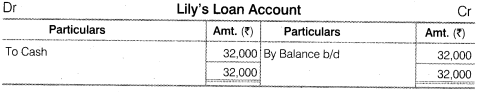 Dr Lily's Loan Account Cr
Particulars Amt. (₹) Particulars Amt. (₹)
To Cash 32,000 By Balance b/d 32,000
32,000 32,000